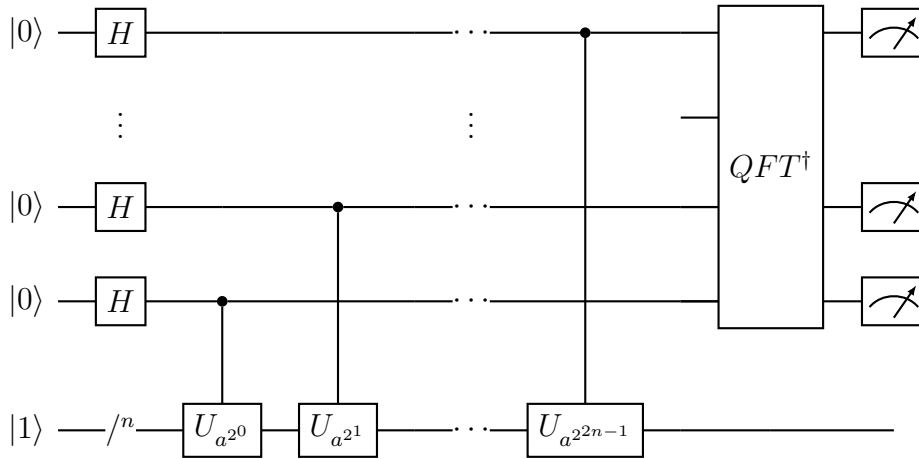 |0⟩ H ⋯ QFT† 
⋮ ⋮
|0⟩ H ⋯
|0⟩ H ⋯
|1⟩ /ⁿ U_{a^{2^0}} U_{a^{2^1}} ⋯ U_{a^{2^{2n-1}}}